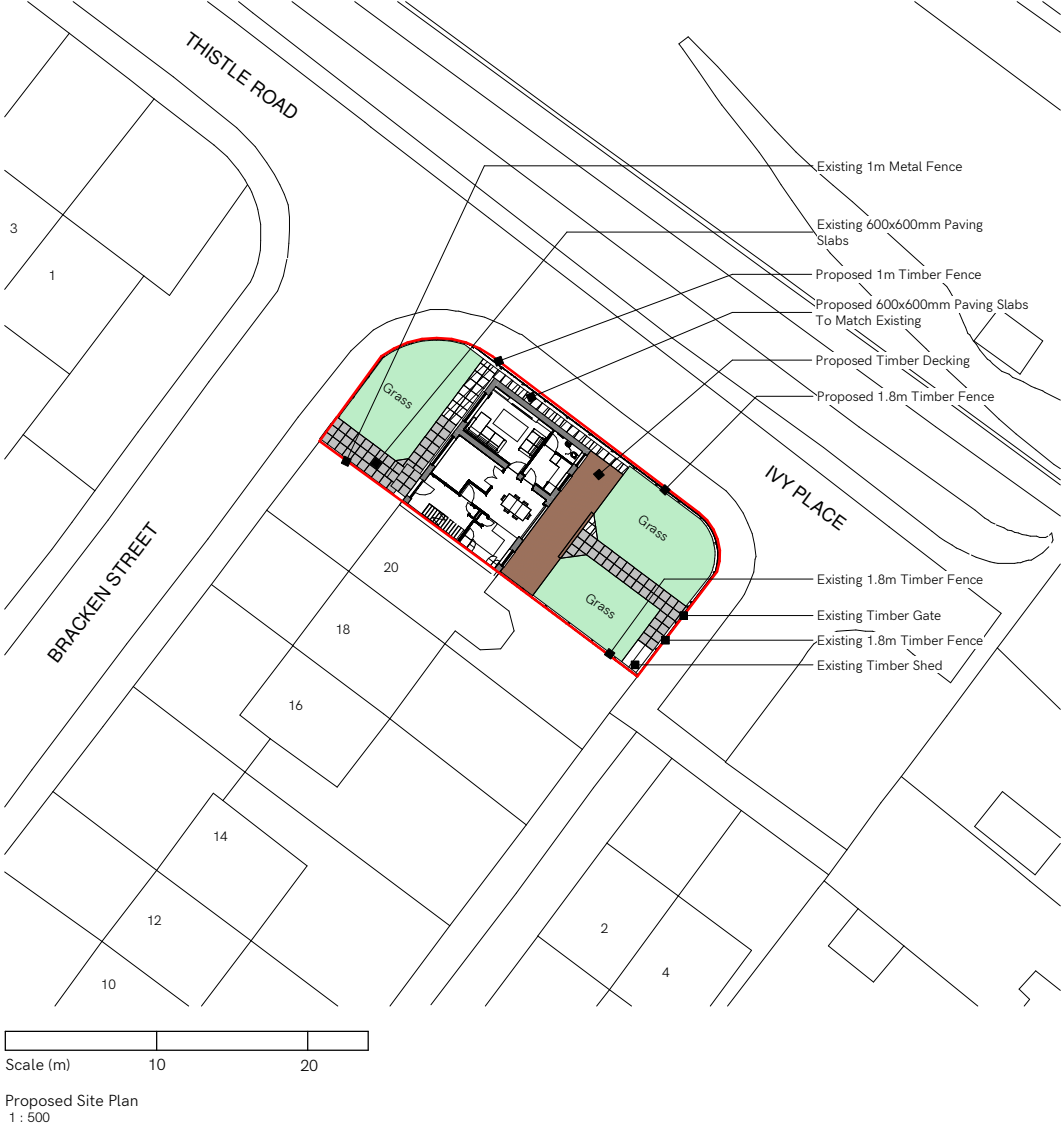 THISTLE ROAD
Existing 1m Metal Fence
Existing 600x600mm Paving
Slabs
3
1
Proposed 1m Timber Fence
Proposed 600x600mm Paving Slabs
To Match Existing
Proposed Timber Decking
Proposed 1.8m Timber Fence
Grass
IVY PLACE
Grass
BRACKEN STREET
20
Existing 1.8m Timber Fence
Grass
Existing Timber Gate
18
Existing 1.8m Timber Fence
Existing Timber Shed
16
14
12
2
4
10
Scale (m)
10
20
Proposed Site Plan
1 : 500